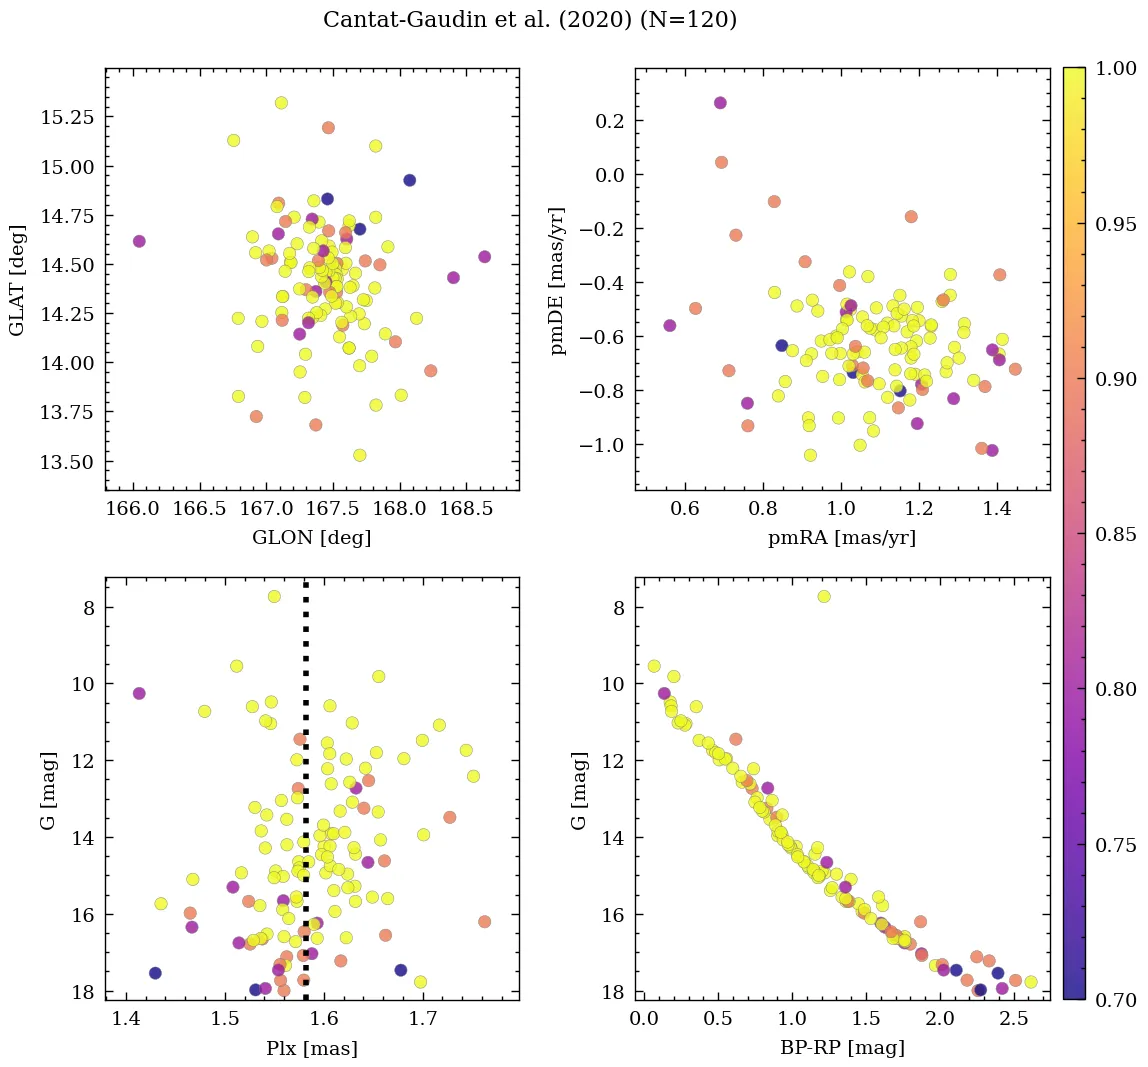 Cantat-Gaudin et al. (2020) (N=120)
15.25
15.00
14.75
14.50
14.25
14.00
13.75
13.50
GLAT [deg]
166.0 166.5 167.0 167.5 168.0 168.5
GLON [deg]
0.2
0.0
−0.2
−0.4
−0.6
−0.8
−1.0
pmDE [mas/yr]
0.6 0.8 1.0 1.2 1.4
pmRA [mas/yr]
8
10
12
14
16
18
G [mag]
1.4 1.5 1.6 1.7
Plx [mas]
8
10
12
14
16
18
G [mag]
0.0 0.5 1.0 1.5 2.0 2.5
BP-RP [mag]
1.00
0.95
0.90
0.85
0.80
0.75
0.70